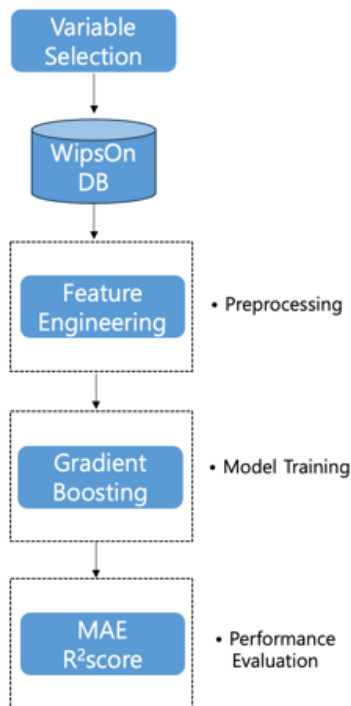 Variable
Selection
WipsOn
DB
Feature
Engineering
• Preprocessing
Gradient
Boosting
• Model Training
MAE
R²score
• Performance
Evaluation